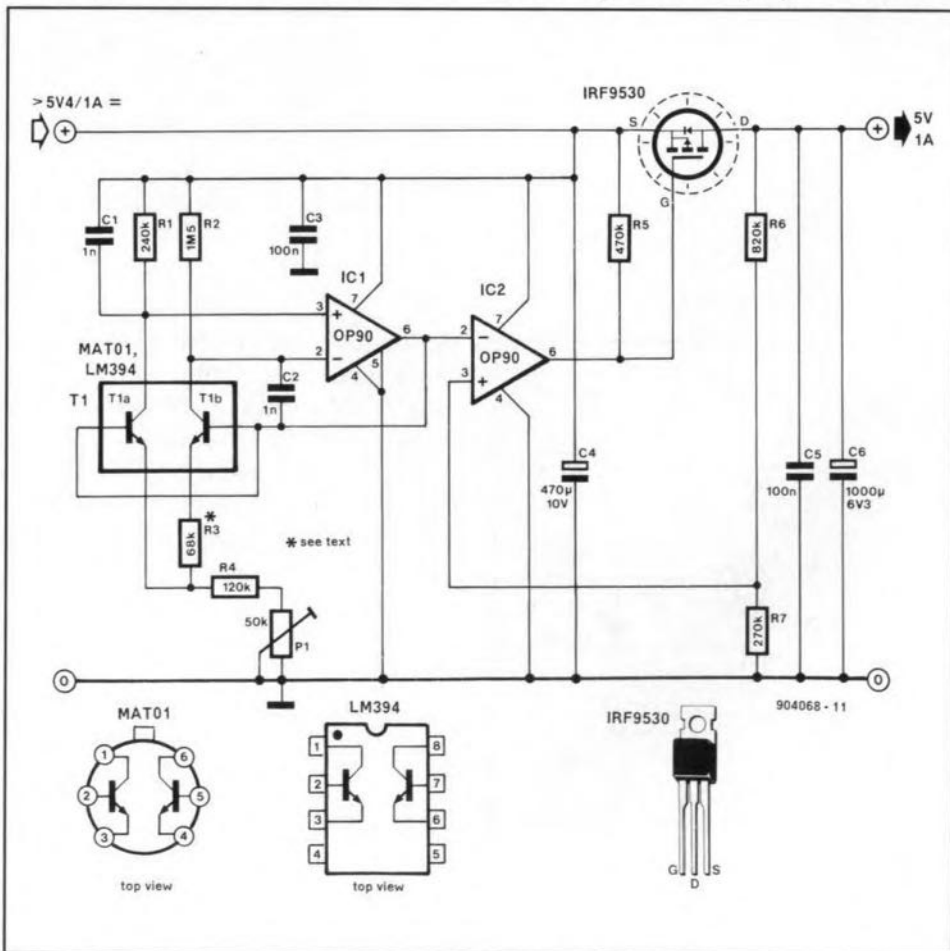 >5V4/1A =
IRF9530
5V
1A
+
S
D
+
G
C1
1n
R1
240k
R2
1M5
C3
100n
R5
470k
R6
820k
IC1
IC2
3
+
7
OP90
6
2
-
5
4
2
-
7
OP90
6
3
+
4
MAT01,
LM394
T1
T1a
T1b
C2
1n
C4
470μ
10V
C5
100n
C6
1000μ
6V3
*
R3
68k
* see text
R4
120k
50k
P1
R7
270k
0
0
904068 - 11
MAT01
LM394
IRF9530
1
6
2
5
3
4
top view
1
8
2
7
3
6
4
5
top view
G
D
S